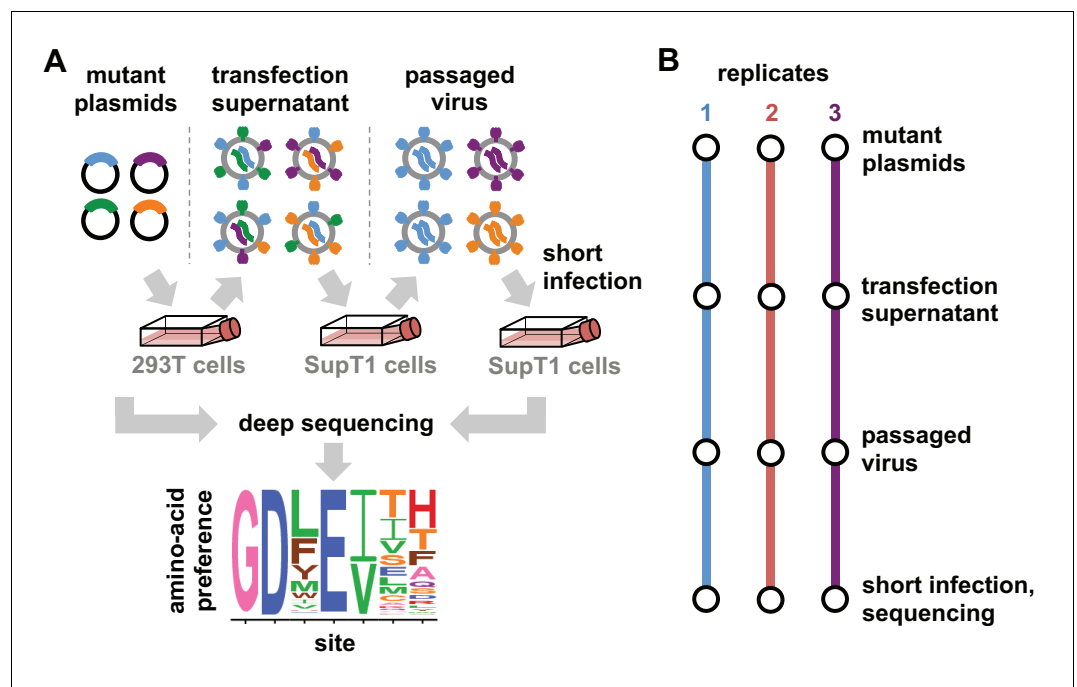 A
mutant
plasmids
transfection
supernatant
passaged
virus
short
infection
293T cells
SupT1 cells
SupT1 cells
deep sequencing
amino-acid
preference
G D L E I T H
F V I T
Y V F
M S A
site
B
replicates
1 2 3
mutant
plasmids
transfection
supernatant
passaged
virus
short infection,
sequencing